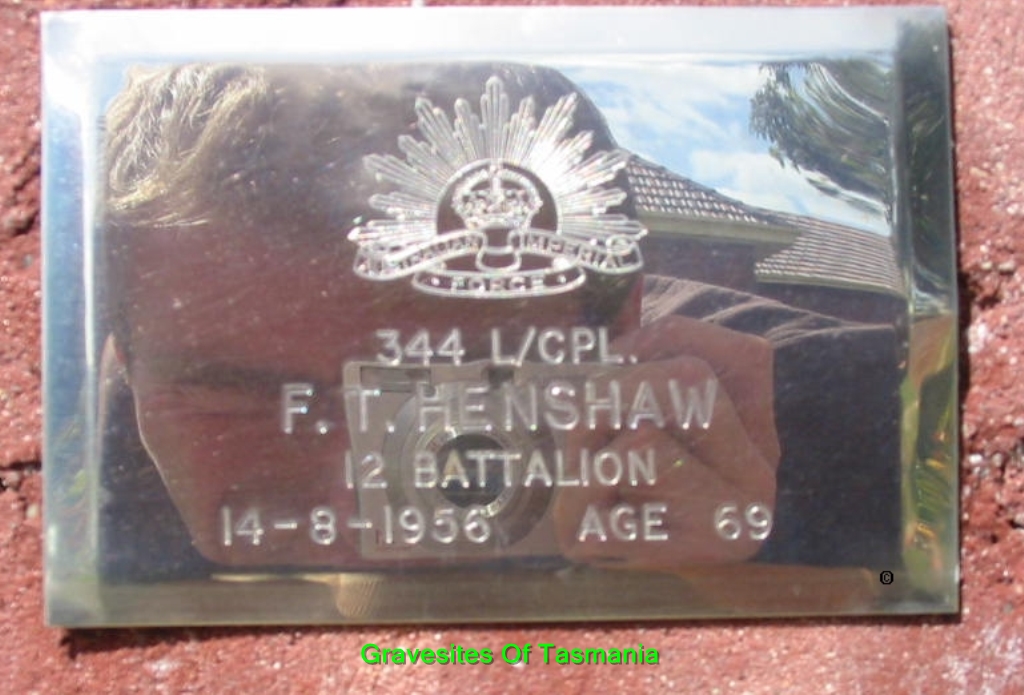 AUSTRALIAN IMPERIAL
· FORCE ·
344 L/CPL.
F. T. HENSHAW
12 BATTALION
14-8-1956 AGE 69
©
Gravesites Of Tasmania